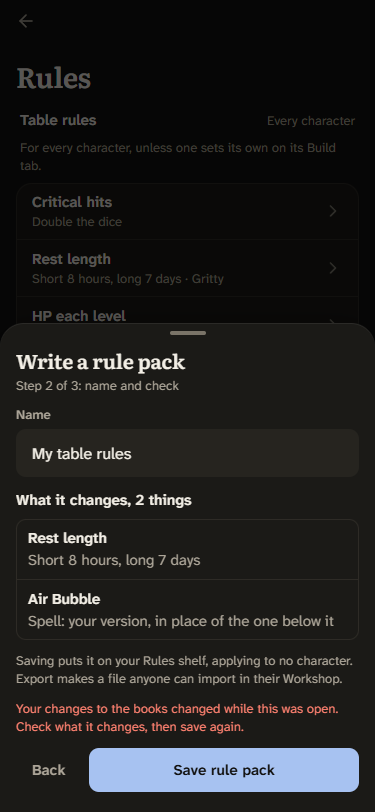 Rules
Table rules
Every character
For every character, unless one sets its own on its Build
tab.
Critical hits
Double the dice
Rest length
Short 8 hours, long 7 days · Gritty
HP each level
Write a rule pack
Step 2 of 3: name and check
Name
My table rules
What it changes, 2 things
Rest length
Short 8 hours, long 7 days
Air Bubble
Spell: your version, in place of the one below it
Saving puts it on your Rules shelf, applying to no character.
Export makes a file anyone can import in their Workshop.
Your changes to the books changed while this was open.
Check what it changes, then save again.
Back
Save rule pack